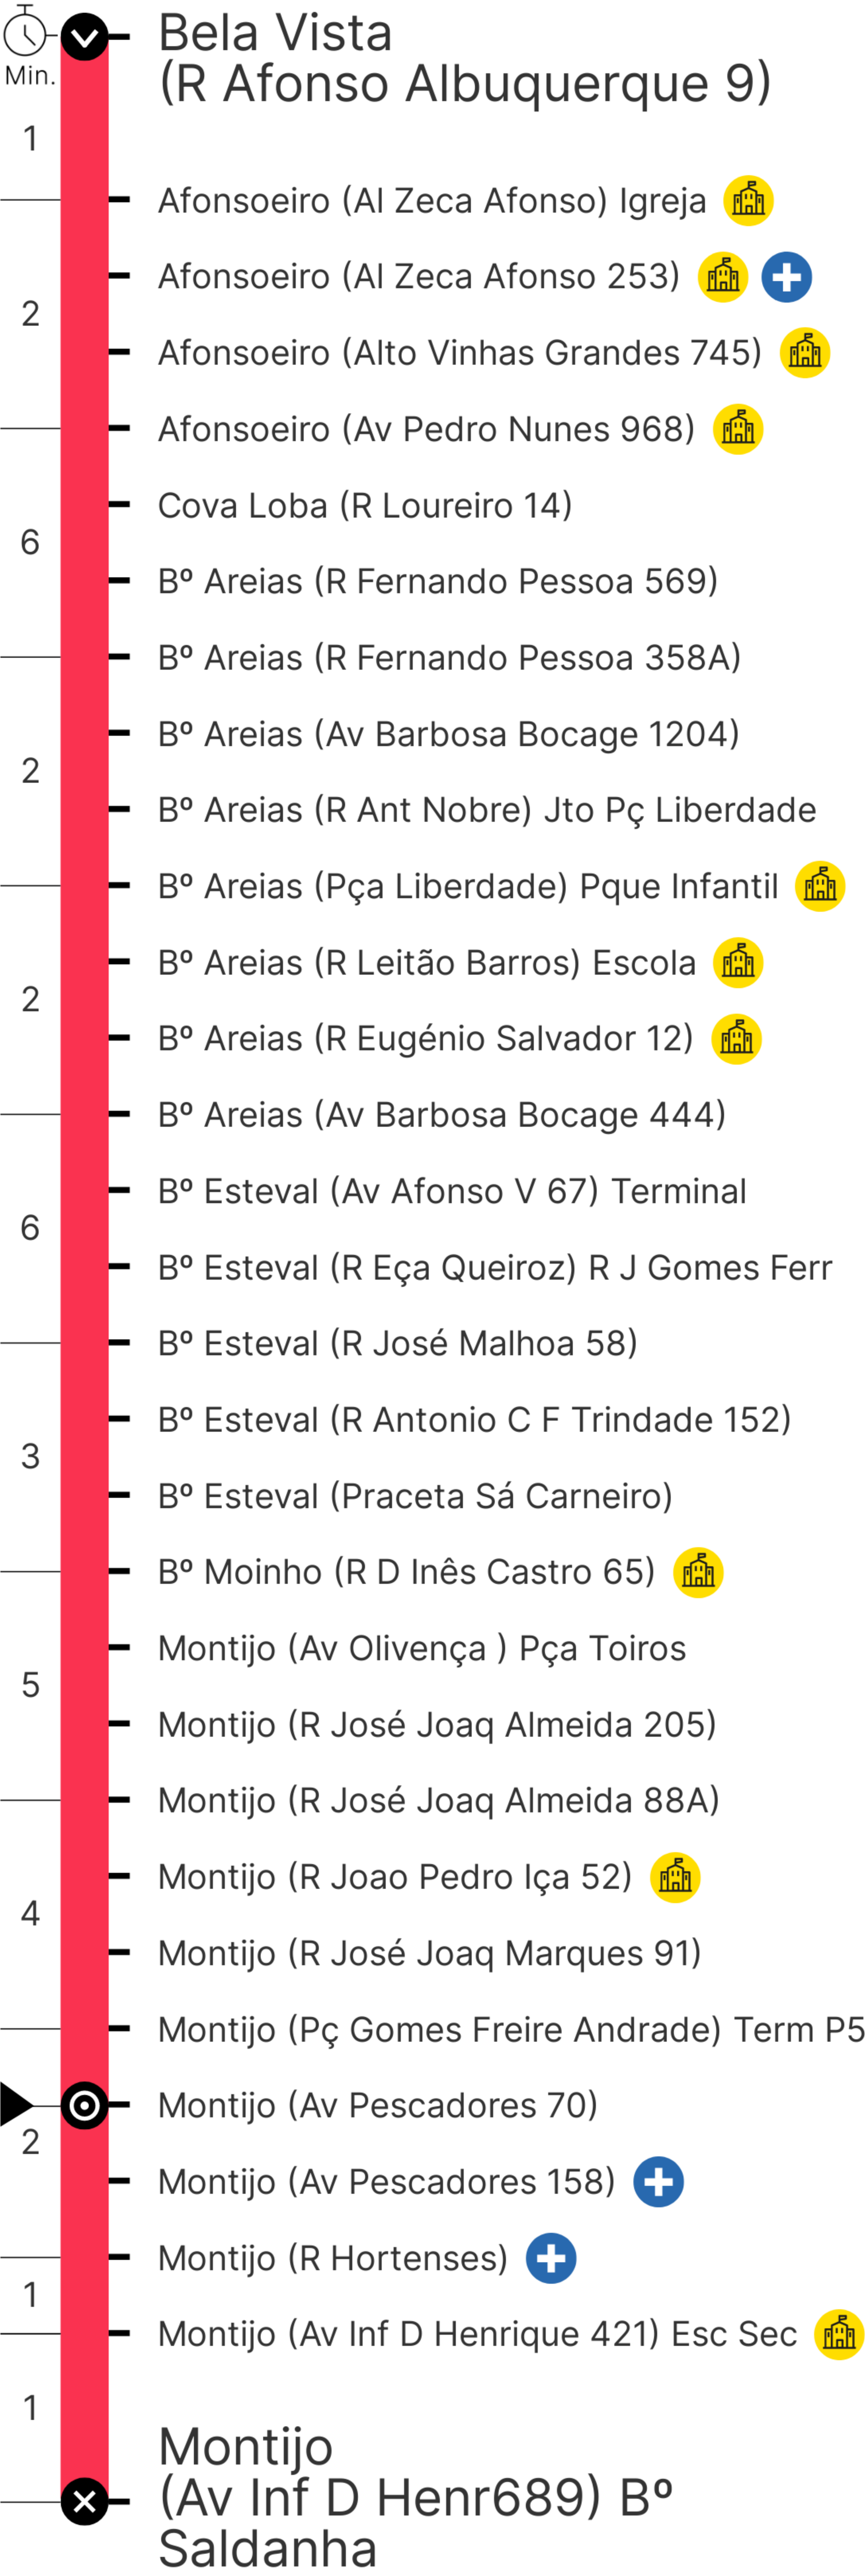 Bela Vista
(R Afonso Albuquerque 9)
Min.
1
Afonsoeiro (Al Zeca Afonso) Igreja
Afonsoeiro (Al Zeca Afonso 253)
2
Afonsoeiro (Alto Vinhas Grandes 745)
Afonsoeiro (Av Pedro Nunes 968)
Cova Loba (R Loureiro 14)
6
Bº Areias (R Fernando Pessoa 569)
Bº Areias (R Fernando Pessoa 358A)
Bº Areias (Av Barbosa Bocage 1204)
2
Bº Areias (R Ant Nobre) Jto Pç Liberdade
Bº Areias (Pça Liberdade) Pque Infantil
Bº Areias (R Leitão Barros) Escola
2
Bº Areias (R Eugénio Salvador 12)
Bº Areias (Av Barbosa Bocage 444)
Bº Esteval (Av Afonso V 67) Terminal
6
Bº Esteval (R Eça Queiroz) R J Gomes Ferr
Bº Esteval (R José Malhoa 58)
Bº Esteval (R Antonio C F Trindade 152)
3
Bº Esteval (Praceta Sá Carneiro)
Bº Moinho (R D Inês Castro 65)
Montijo (Av Olivença ) Pça Toiros
5
Montijo (R José Joaq Almeida 205)
Montijo (R José Joaq Almeida 88A)
Montijo (R Joao Pedro Iça 52)
4
Montijo (R José Joaq Marques 91)
Montijo (Pç Gomes Freire Andrade) Term P5
Montijo (Av Pescadores 70)
2
Montijo (Av Pescadores 158)
Montijo (R Hortenses)
1
Montijo (Av Inf D Henrique 421) Esc Sec
1
Montijo
(Av Inf D Henr689) Bº
Saldanha